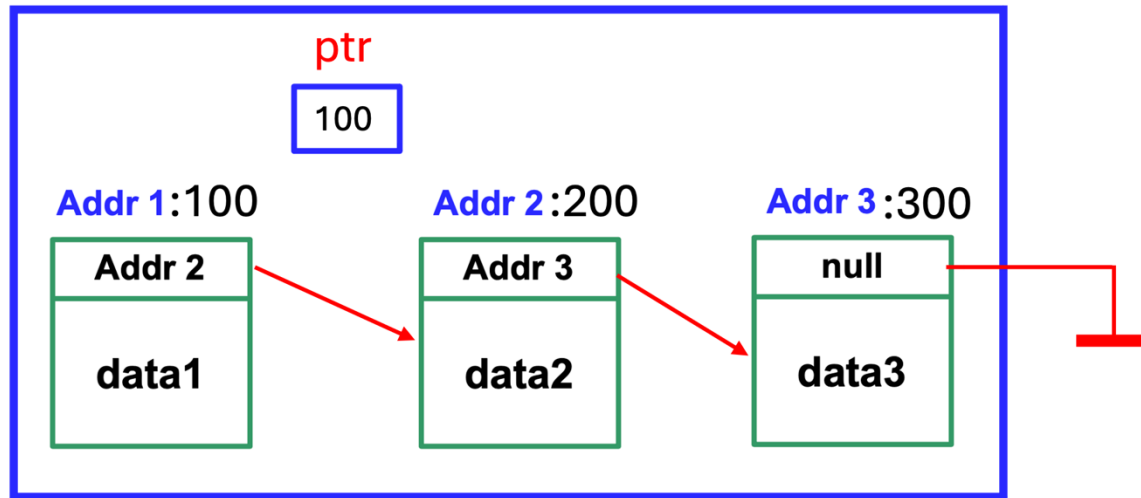 ptr
100
Addr 1:100 Addr 2:200 Addr 3:300
Addr 2 Addr 3 null
data1 data2 data3